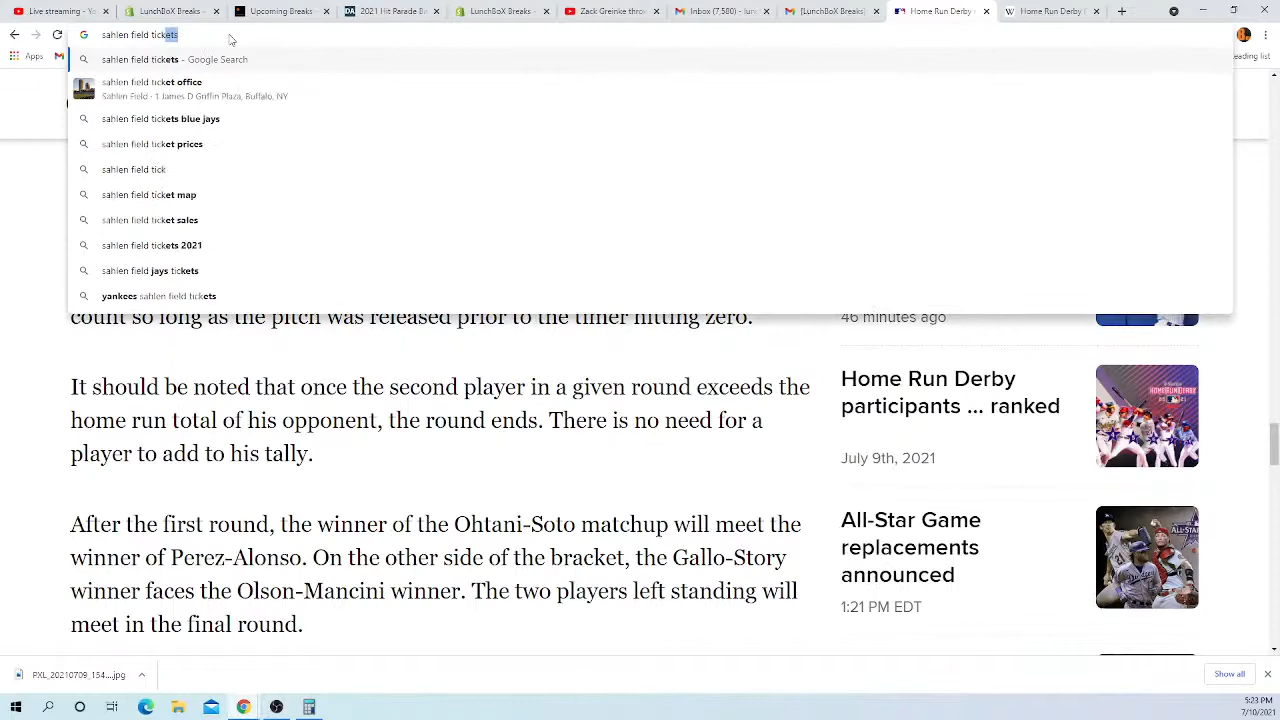 Live streaming - Yo
LunchBoX Breaks -
Upcoming Breaks -
2021 Hit Parade Ba
LunchBoX Breaks -
Zack Greinke throw
Inbox (7,580) - lunc
[LunchBoX Breaks]
Home Run Derby
Home Run Derby (
sahlen field tickets
Apps
eading list
sahlen field tickets - Google Search
sahlen field ticket office
Sahlen Field · 1 James D Griffin Plaza, Buffalo, NY
sahlen field tickets blue jays
sahlen field ticket prices
sahlen field tick
sahlen field ticket map
sahlen field ticket sales
sahlen field tickets 2021
sahlen field jays tickets
yankees sahlen field tickets
count so long as the pitch was released prior to the timer hitting zero.
46 minutes ago
It should be noted that once the second player in a given round exceeds the
home run total of his opponent, the round ends. There is no need for a
player to add to his tally.
Home Run Derby
participants ... ranked
July 9th, 2021
After the first round, the winner of the Ohtani-Soto matchup will meet the
winner of Perez-Alonso. On the other side of the bracket, the Gallo-Story
winner faces the Olson-Mancini winner. The two players left standing will
meet in the final round.
All-Star Game
replacements
announced
1:21 PM EDT
PXL_20210709_154....jpg
Show all
5:23 PM
7/10/2021